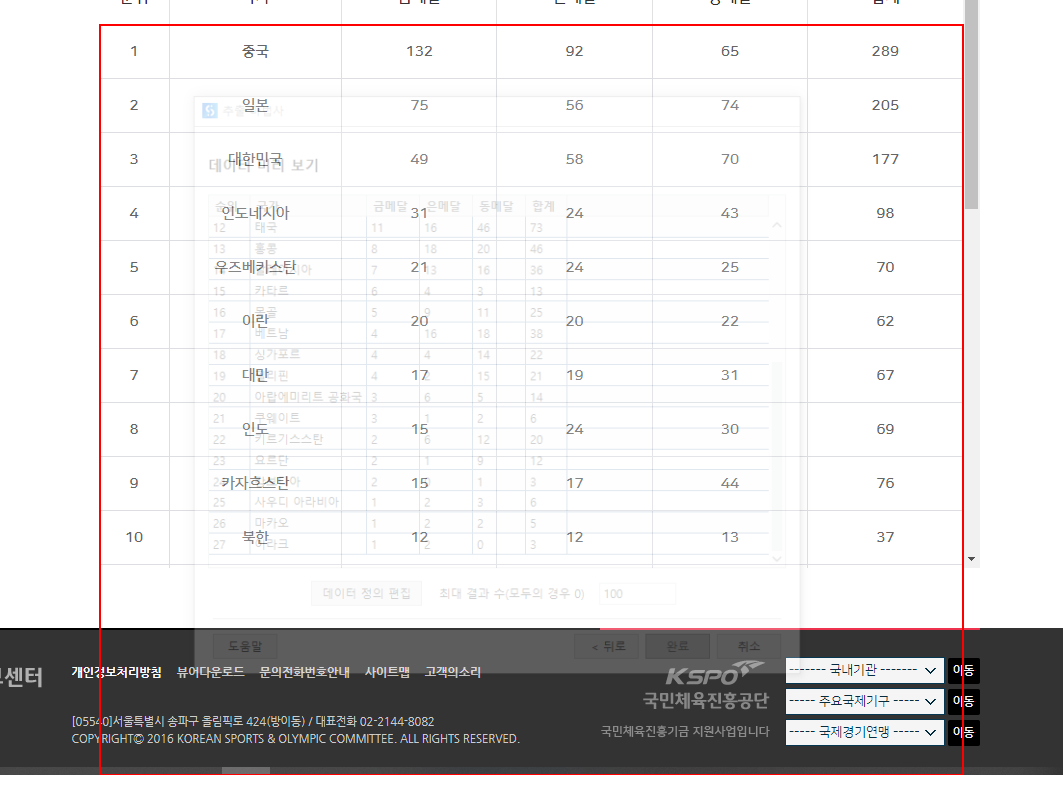 1 중국 132 92 65 289
2 일본 75 56 74 205
추출 마법사
3 대한민국 49 58 70 177
데이터 미리 보기
4 인도네시아 31 24 43 98
순위 국가 금메달 은메달 동메달 합계
12 태국 11 16 46 73
13 홍콩 8 18 20 46
5 우즈베키스탄 21 24 25 70
7 13 16 36
15 카타르 6 4 3 13
16 몽골 5 9 11 25
6 이란 20 20 22 62
17 베트남 4 16 18 38
18 싱가포르 4 4 14 22
7 대만 17 19 31 67
19 필리핀 4 2 15 21
20 아랍에미리트 공화국 3 6 5 14
21 쿠웨이트 3 1 2 6
8 인도 15 24 30 69
22 키르기스스탄 2 6 12 20
23 요르단 2 1 9 12
9 카자흐스탄 15 17 44 76
2 1 3
25 사우디 아라비아 1 2 3 6
26 마카오 1 2 2 5
10 북한 12 12 13 37
27 이라크 1 2 0 3
데이터 정의 편집 최대 결과 수(모두의 경우 0) 100
도움말 < 뒤로 완료 취소
보센터 개인정보처리방침 뷰어다운로드 문의전화번호안내 사이트맵 고객의소리
KSPO
국민체육진흥공단
국민체육진흥기금 지원사업입니다
------- 국내기관 ------- 이동
----- 주요국제기구 ----- 이동
----- 국제경기연맹 ----- 이동
[05540]서울특별시 송파구 올림픽로 424(방이동) / 대표전화 02-2144-8082
COPYRIGHT© 2016 KOREAN SPORTS & OLYMPIC COMMITTEE. ALL RIGHTS RESERVED.